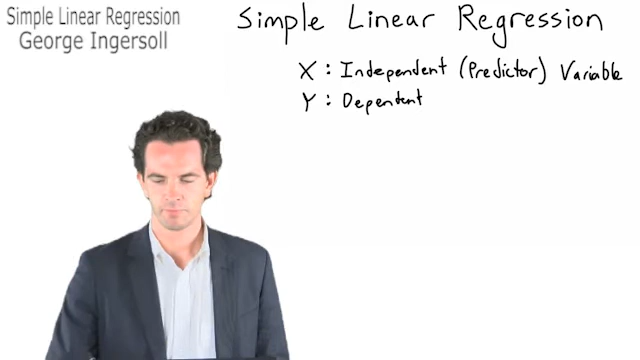 Simple Linear Regression
George Ingersoll
Simple Linear Regression
X : Independent (Predictor) Variable
Y : Dependent